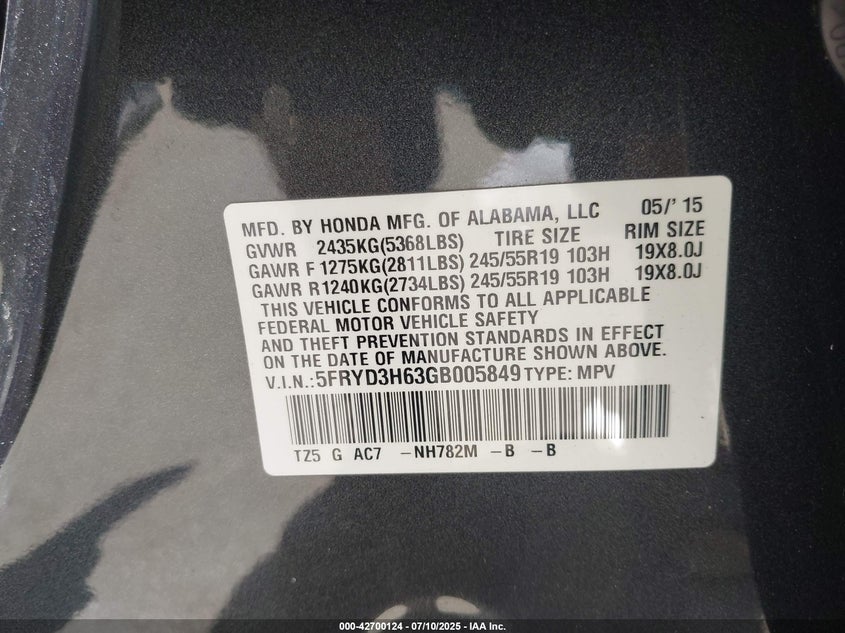 MFD. BY HONDA MFG. OF ALABAMA, LLC 05/' 15
GVWR 2435KG(5368LBS) TIRE SIZE RIM SIZE
GAWR F1275KG(2811LBS) 245/55R19 103H 19X8.0J
GAWR R1240KG(2734LBS) 245/55R19 103H 19X8.0J
THIS VEHICLE CONFORMS TO ALL APPLICABLE
FEDERAL MOTOR VEHICLE SAFETY
AND THEFT PREVENTION STANDARDS IN EFFECT
ON THE DATE OF MANUFACTURE SHOWN ABOVE.
V.I.N.:5FRYD3H63GB005849 TYPE: MPV
TZ5 G AC7 -NH782M -B -B
000-42700124 - 07/10/2025 - IAA Inc.